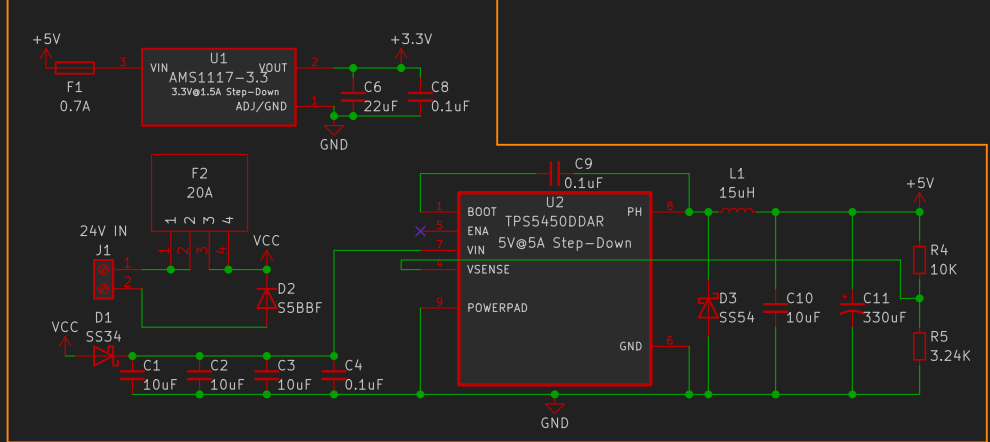 +5V
F1
0.7A
3
VIN
U1
VOUT
AMS1117-3.3
3.3V@1.5A Step-Down
ADJ/GND
2
1
+3.3V
C6
22uF
C8
0.1uF
GND
F2
20A
1
2
3
4
1
2
3
4
24V IN
J1
1
2
VCC
D2
S5BBF
VCC
D1
SS34
C1
10uF
C2
10uF
C3
10uF
C4
0.1uF
C9
0.1uF
U2
TPS5450DDAR
5V@5A Step-Down
1
BOOT
5
ENA
7
VIN
4
VSENSE
9
POWERPAD
PH
8
GND
6
GND
L1
15uH
D3
SS54
C10
10uF
+
C11
330uF
+5V
R4
10K
R5
3.24K